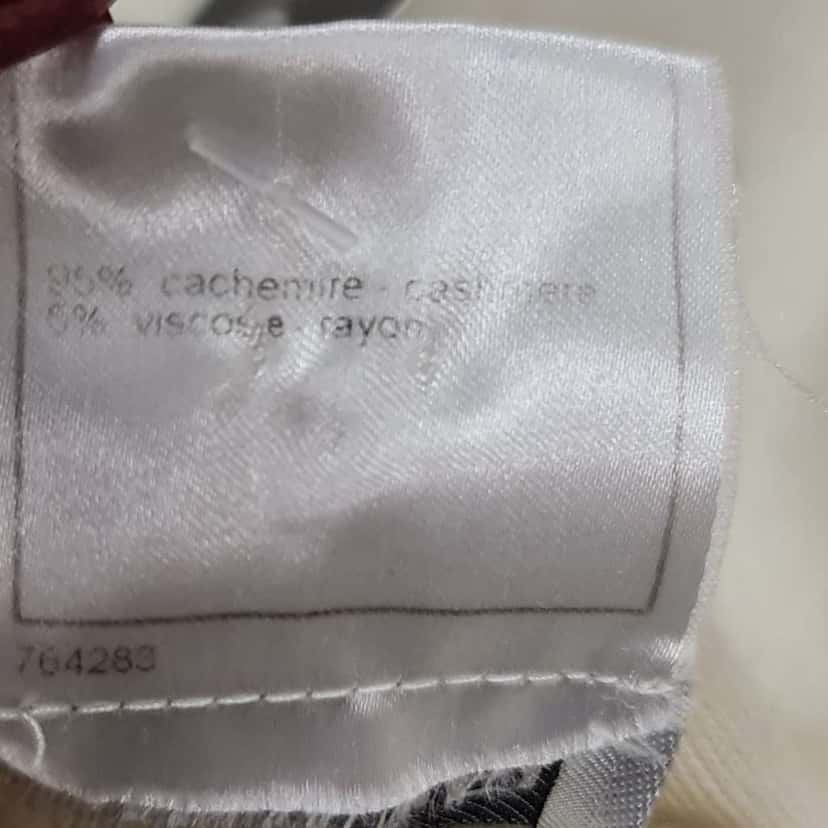 95% cachemire - cashmere
5% viscose - rayon
764283